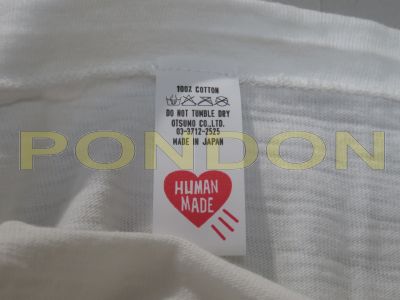 100% COTTON
DO NOT TUMBLE DRY
OTSUMO CO.,LTD.
03-3712-2525
MADE IN JAPAN
PONDON
HUMAN
MADE